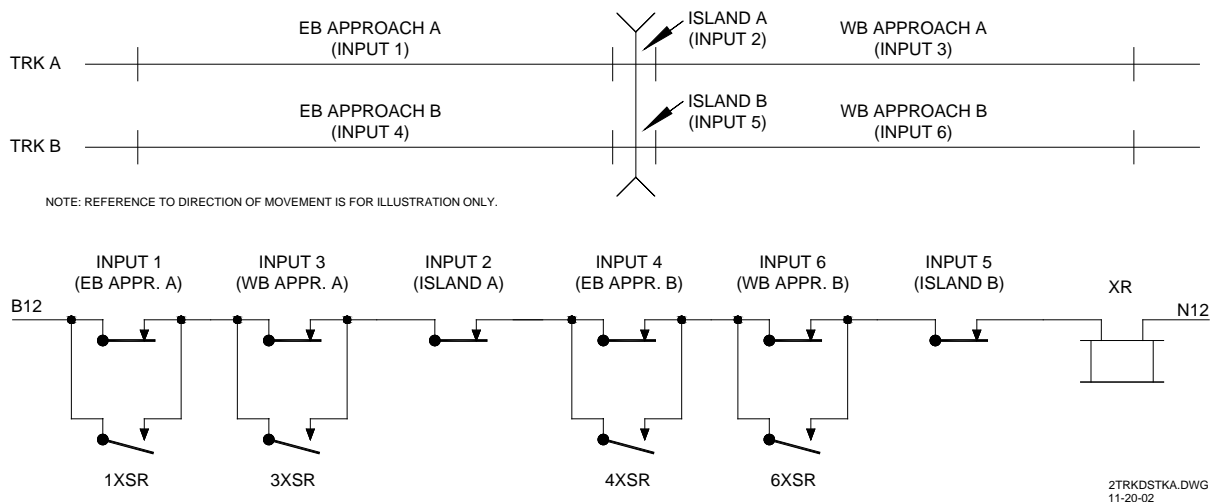 EB APPROACH A
(INPUT 1)
ISLAND A
(INPUT 2)
WB APPROACH A
(INPUT 3)
TRK A
EB APPROACH B
(INPUT 4)
ISLAND B
(INPUT 5)
WB APPROACH B
(INPUT 6)
TRK B
NOTE: REFERENCE TO DIRECTION OF MOVEMENT IS FOR ILLUSTRATION ONLY.
INPUT 1
(EB APPR. A)
INPUT 3
(WB APPR. A)
INPUT 2
(ISLAND A)
INPUT 4
(EB APPR. B)
INPUT 6
(WB APPR. B)
INPUT 5
(ISLAND B)
XR
B12
N12
1XSR
3XSR
4XSR
6XSR
2TRKDSTKA.DWG
11-20-02